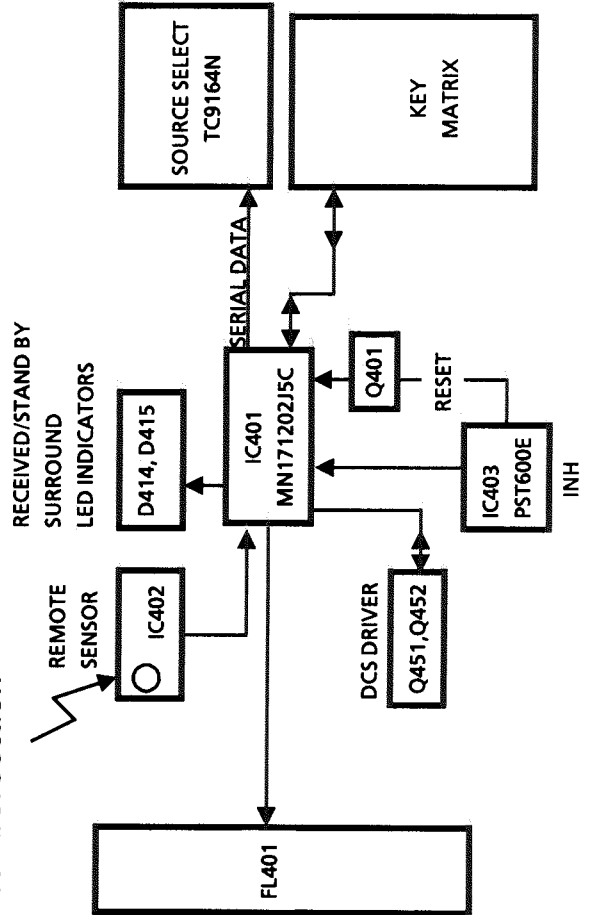 SOURCE SELECT
TC9164N
KEY
MATRIX
SERIAL DATA
RECEIVED/STAND BY
SURROUND
LED INDICATORS
D414, D415
IC401
MN171202J5C
Q401
RESET
IC403
PST600E
INH
REMOTE
SENSOR
IC402
DCS DRIVER
Q451,Q452
FL401